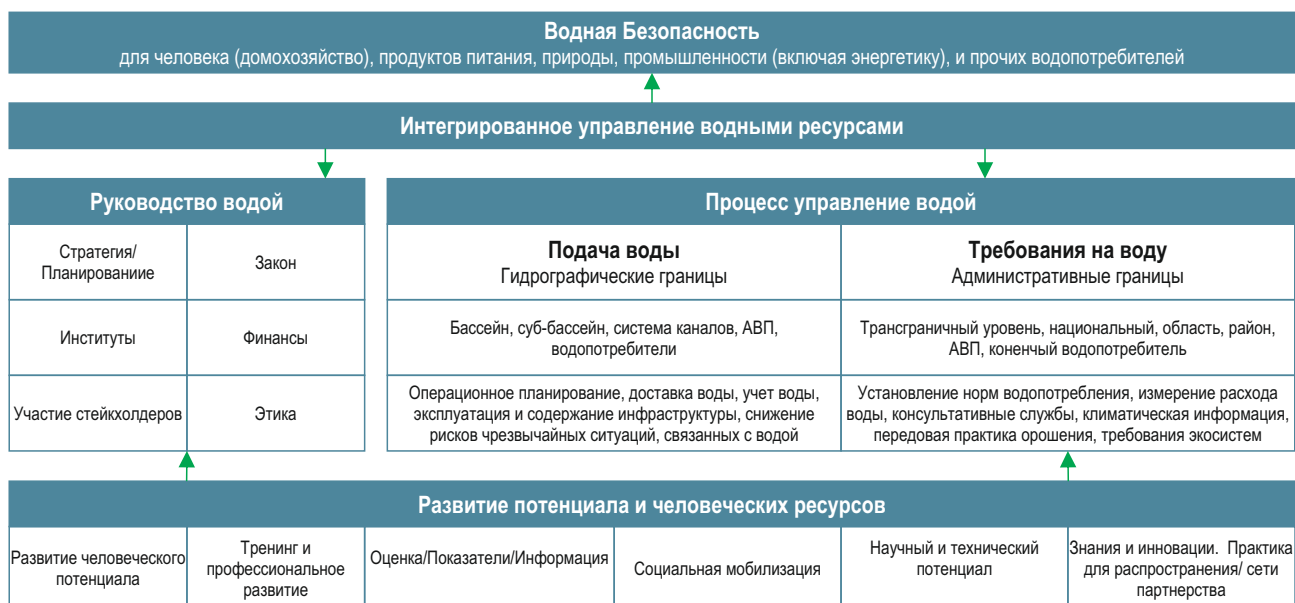 Водная Безопасность
для человека (домохозяйство), продуктов питания, природы, промышленности (включая энергетику), и прочих водопотребителей
Интегрированное управление водными ресурсами
Руководство водой
Стратегия/
Планированиие
Закон
Институты
Финансы
Участие стейкхолдеров
Этика
Процесс управление водой
Подача воды
Гидрографические границы
Требования на воду
Административные границы
Бассейн, суб-бассейн, система каналов, АВП,
водопотребители
Трансграничный уровень, национальный, область, район,
АВП, коненчый водопотребитель
Операционное планирование, доставка воды, учет воды,
эксплуатация и содержание инфраструктуры, снижение
рисков чрезвычайных ситуаций, связанных с водой
Установление норм водопотребления, измерение расхода
воды, консультативные службы, климатическая информация,
передовая практика орошения, требования экосистем
Развитие потенциала и человеческих ресурсов
Развитие человеческого
потенциала
Тренинг и
профессиональное
развитие
Оценка/Показатели/Информация
Социальная мобилизация
Научный и технический
потенциал
Знания и инновации. Практика
для распространения/ сети
партнерства